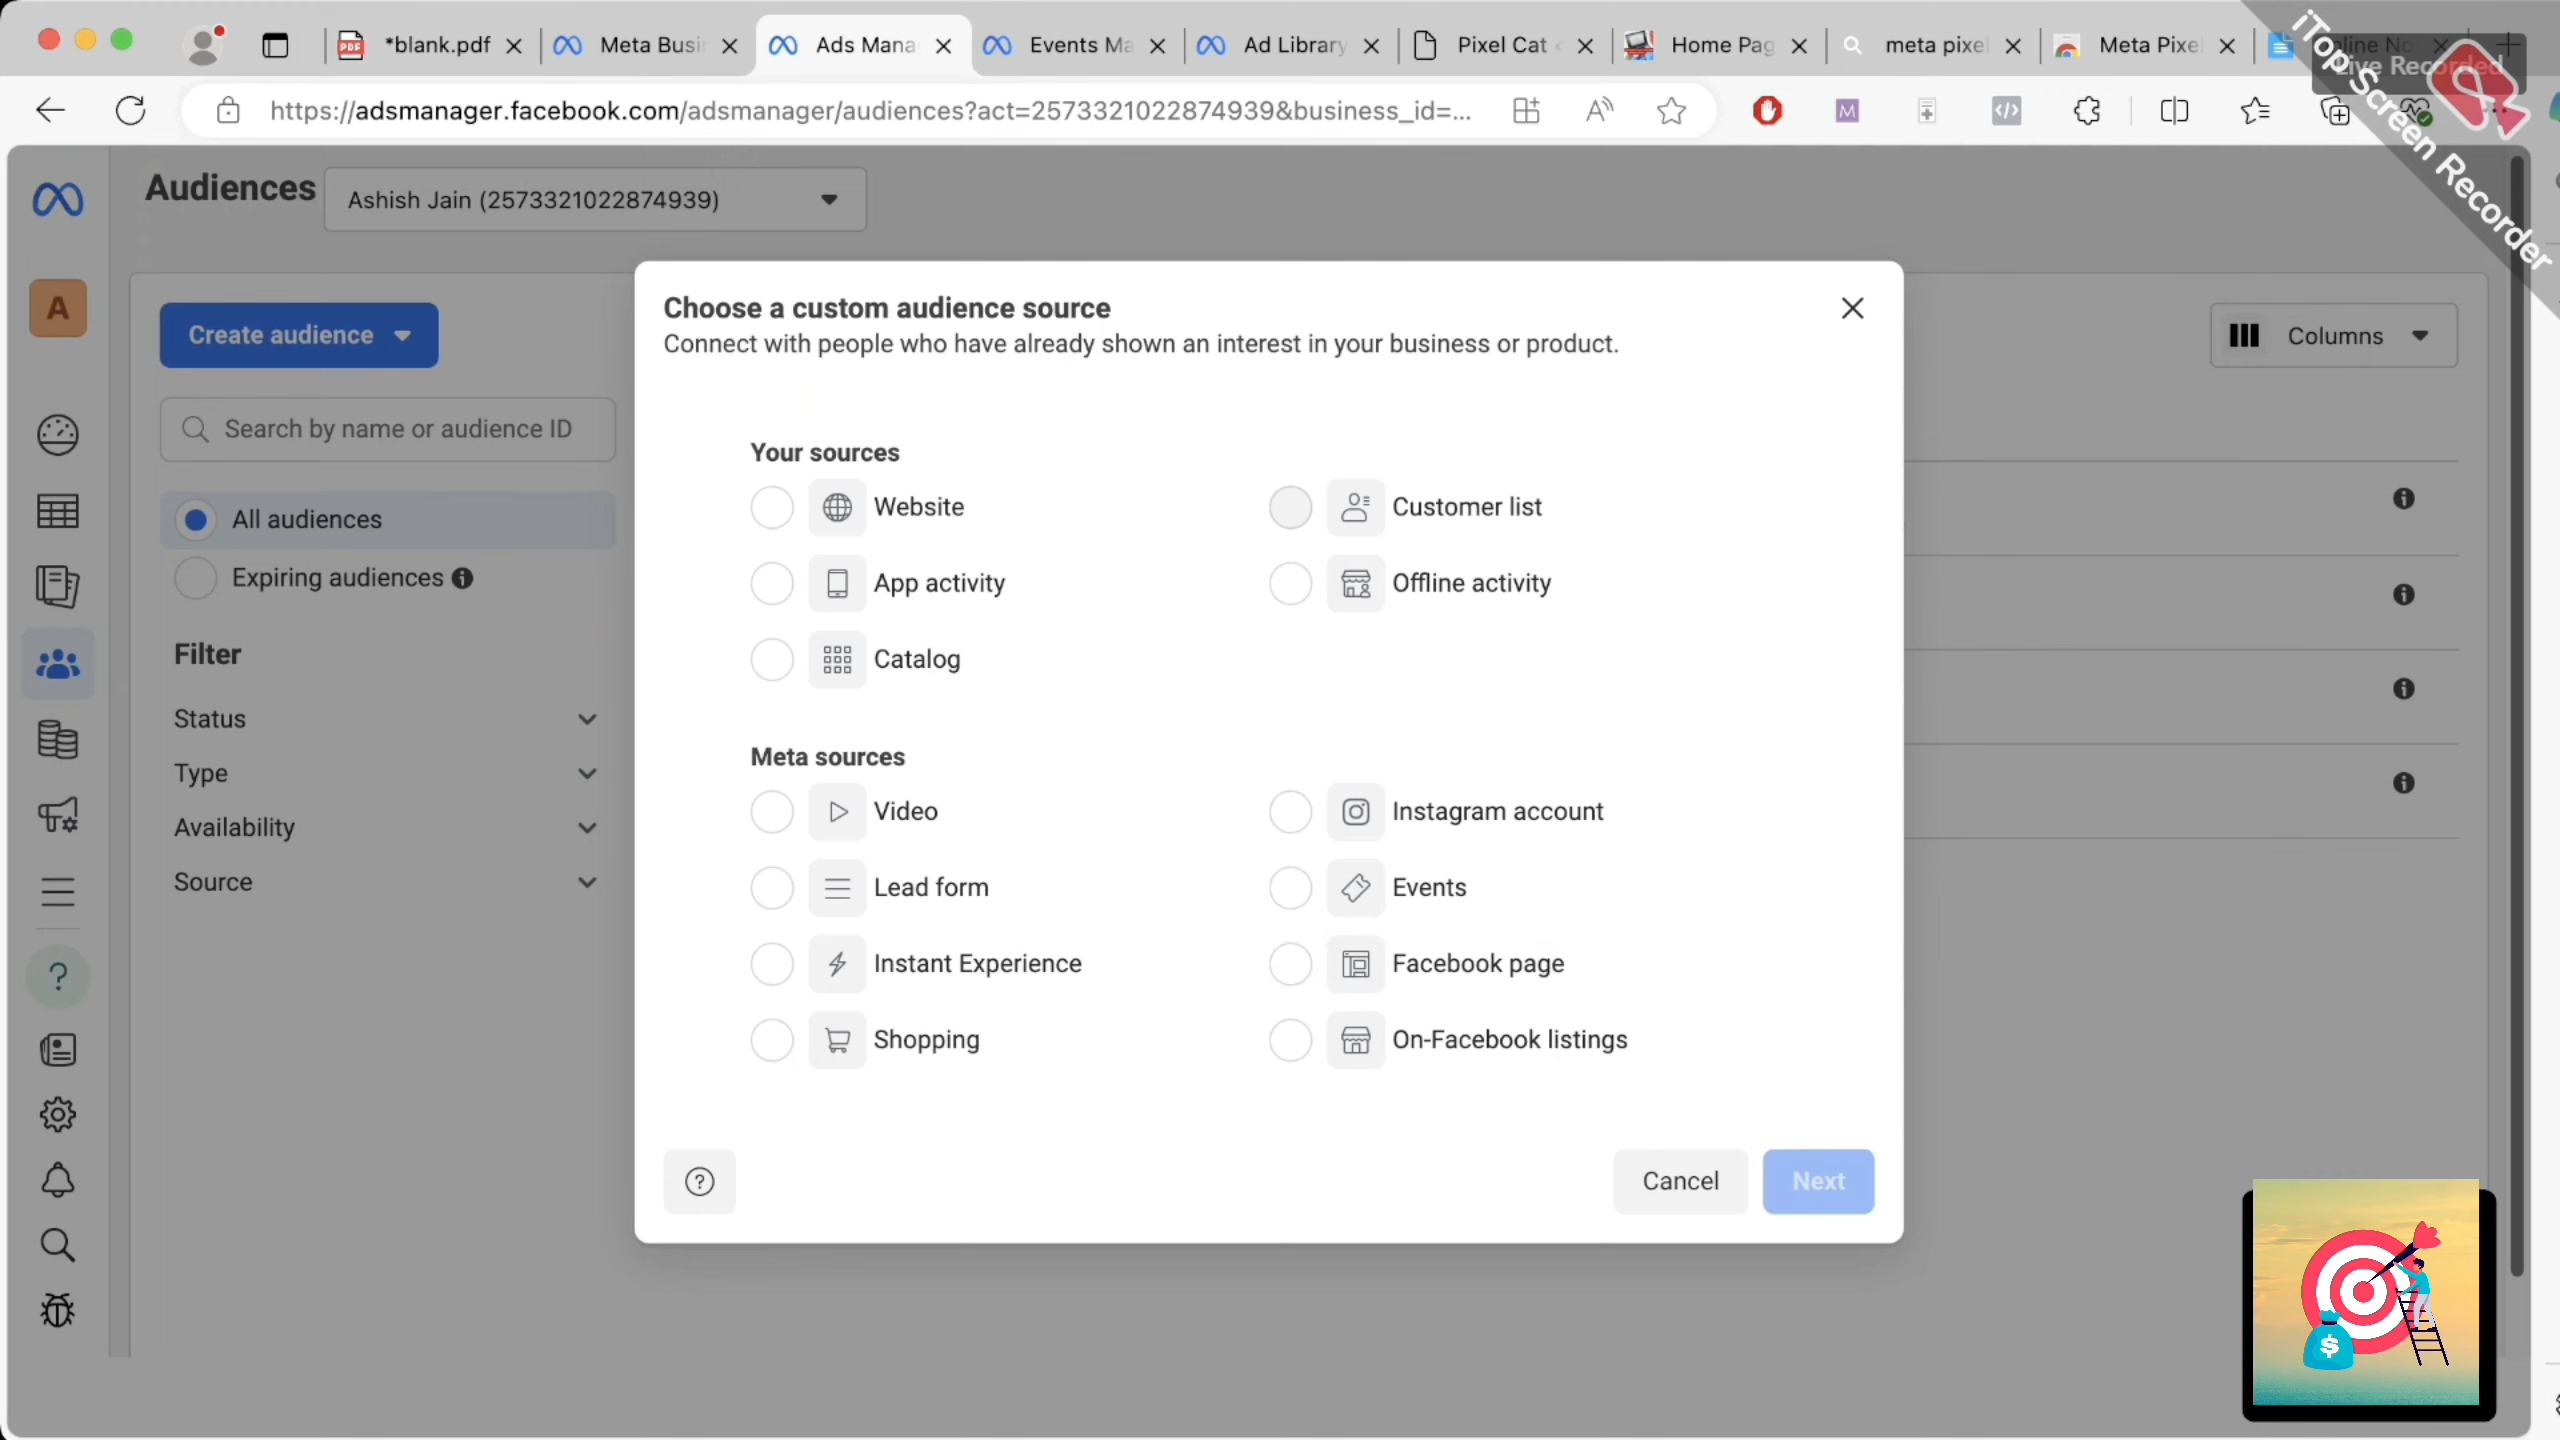 *blank.pdf
Meta Busi
Ads Mana
Events Ma
Ad Library
Pixel Cat
Home Pag
meta pixel
Meta Pixel
nline No
Live Recorded
iTop Screen Recorder
https://adsmanager.facebook.com/adsmanager/audiences?act=2573321022874939&business_id=...
Audiences
Ashish Jain (2573321022874939)
A
Create audience
Columns
Search by name or audience ID
All audiences
Expiring audiences
Filter
Status
Type
Availability
Source
Choose a custom audience source
Connect with people who have already shown an interest in your business or product.
Your sources
Website
Customer list
App activity
Offline activity
Catalog
Meta sources
Video
Instagram account
Lead form
Events
Instant Experience
Facebook page
Shopping
On-Facebook listings
Cancel
Next